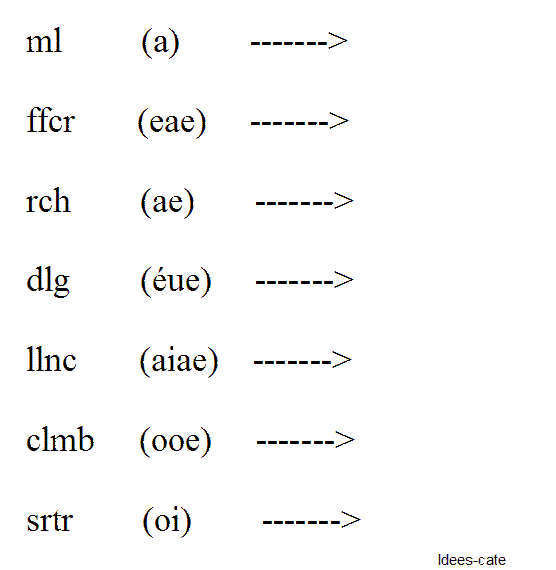 ml (a) ------->
ffcr (eae) ------->
rch (ae) ------->
dlg (éue) ------->
llnc (aiae) ------->
clmb (ooe) ------->
srtr (oi) ------->
Idees-cate